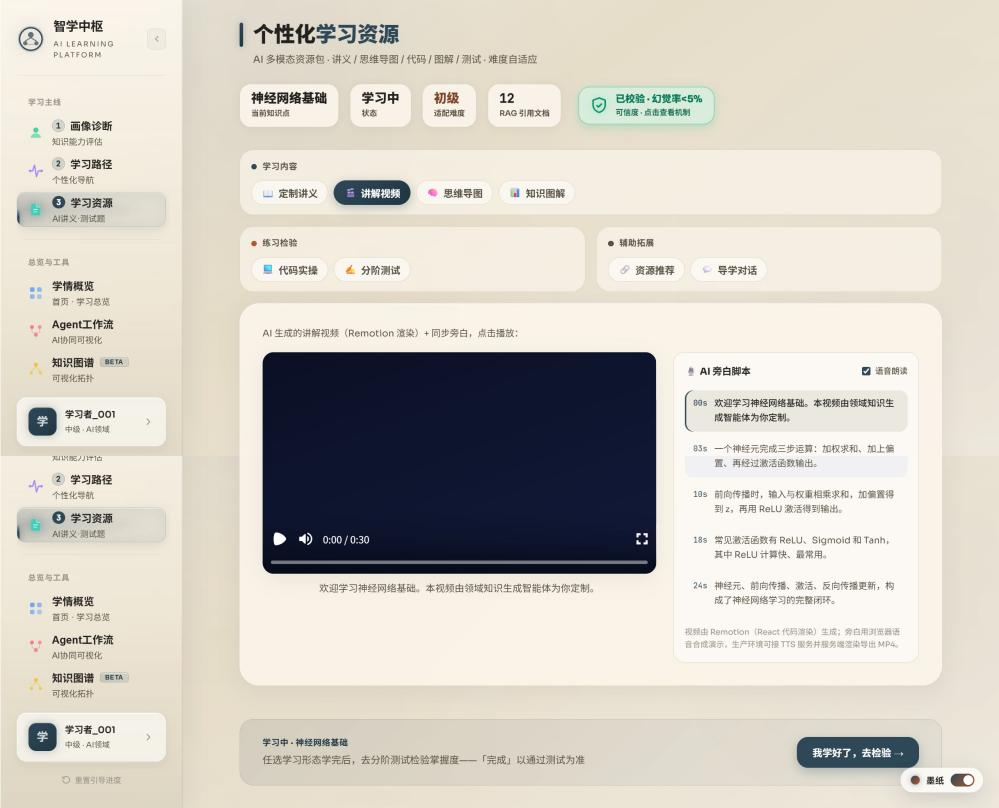 智学中枢
AI LEARNING
PLATFORM
学习主线
1 画像诊断
知识能力评估
2 学习路径
个性化导航
3 学习资源
AI讲义·测试题
总览与工具
学情概览
首页 · 学习总览
Agent工作流
AI协同可视化
知识图谱 BETA
可视化拓扑
学 学习者_001
中级 · AI领域
知识能力评估
2 学习路径
个性化导航
3 学习资源
AI讲义·测试题
总览与工具
学情概览
首页 · 学习总览
Agent工作流
AI协同可视化
知识图谱 BETA
可视化拓扑
学 学习者_001
中级 · AI领域
重置引导进度
个性化学习资源
AI 多模态资源包 · 讲义 / 思维导图 / 代码 / 图解 / 测试 · 难度自适应
神经网络基础
当前知识点
学习中
状态
初级
适配难度
12
RAG 引用文档
已校验 · 幻觉率<5%
可信度 · 点击查看机制
学习内容
定制讲义 讲解视频 思维导图 知识图解
练习检验
代码实操 分阶测试
辅助拓展
资源推荐 导学对话
AI 生成的讲解视频（Remotion 渲染）+ 同步旁白，点击播放：
0:00 / 0:30
欢迎学习神经网络基础。本视频由领域知识生成智能体为你定制。
AI 旁白脚本 语音朗读
00s 欢迎学习神经网络基础。本视频由领域知识生
成智能体为你定制。
03s 一个神经元完成三步运算：加权求和、加上偏
置、再经过激活函数输出。
10s 前向传播时，输入与权重相乘求和，加偏置得
到 z，再用 ReLU 激活得到输出。
18s 常见激活函数有 ReLU、Sigmoid 和 Tanh，
其中 ReLU 计算快、最常用。
24s 神经元、前向传播、激活、反向传播更新，构
成了神经网络学习的完整闭环。
视频由 Remotion（React 代码渲染）生成；旁白用浏览器语
音合成演示，生产环境可接 TTS 服务并服务端渲染导出 MP4。
学习中 · 神经网络基础
任选学习形态学完后，去分阶测试检验掌握度——「完成」以通过测试为准
我学好了，去检验 →
墨纸